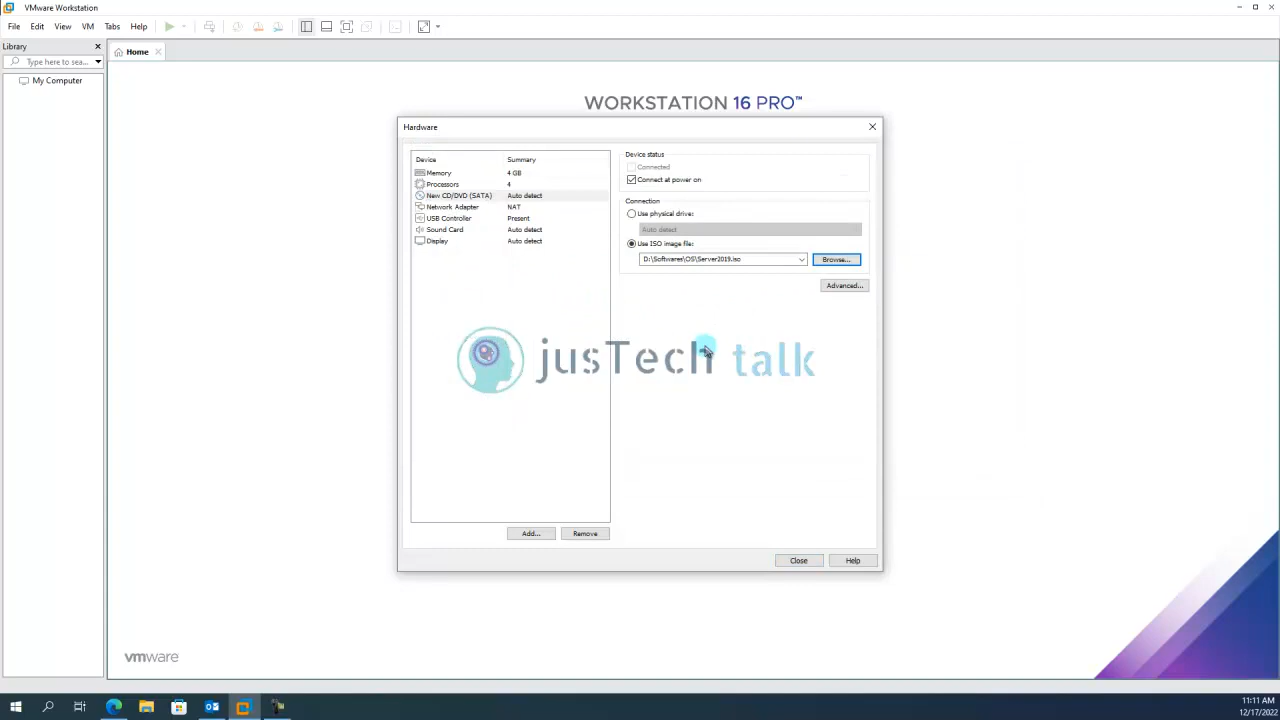 VMware Workstation
File Edit View VM Tabs Help
Library
Home
Type here to sea...
My Computer
WORKSTATION 16 PRO™
Hardware
Device Summary
Memory 4 GB
Processors 4
New CD/DVD (SATA) Auto detect
Network Adapter NAT
USB Controller Present
Sound Card Auto detect
Display Auto detect
Device status
Connected
Connect at power on
Connection
Use physical drive:
Auto detect
Use ISO image file:
D:\Softwares\OS\Server2019.iso
Browse...
Advanced...
jusTech talk
Add... Remove
Close Help
vmware
11:11 AM
12/17/2022